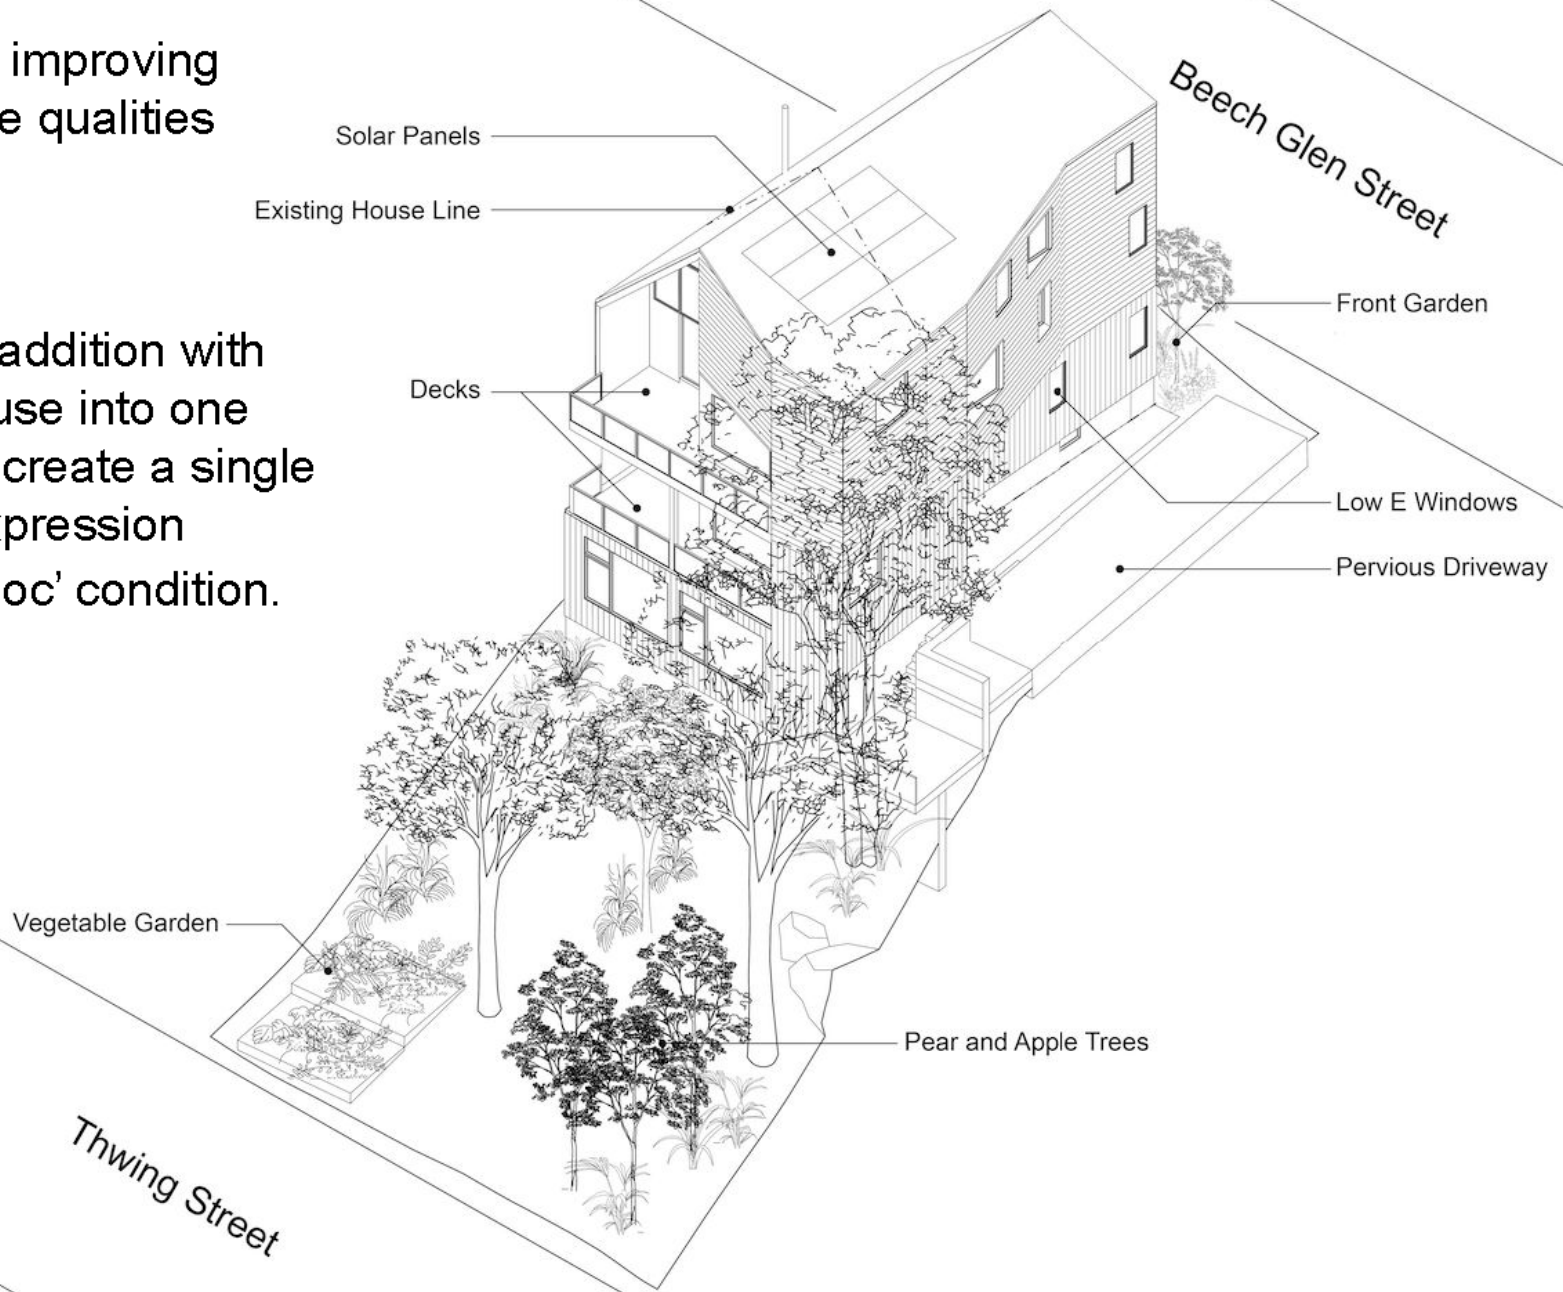 improving
e qualities
addition with
use into one
create a single
pression
oc’ condition.
Solar Panels
Existing House Line
Decks
Beech Glen Street
Front Garden
Low E Windows
Pervious Driveway
Vegetable Garden
Pear and Apple Trees
Thwing Street